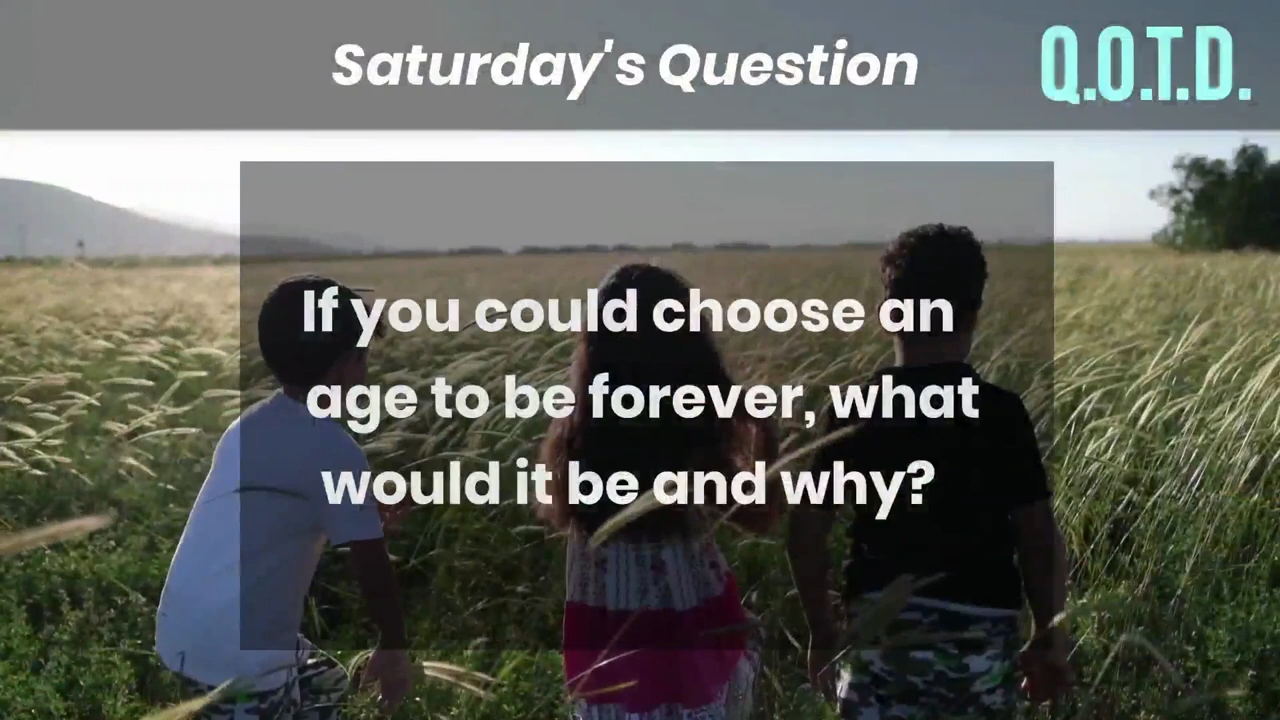 Saturday's Question
Q.O.T.D.
If you could choose an
age to be forever, what
would it be and why?